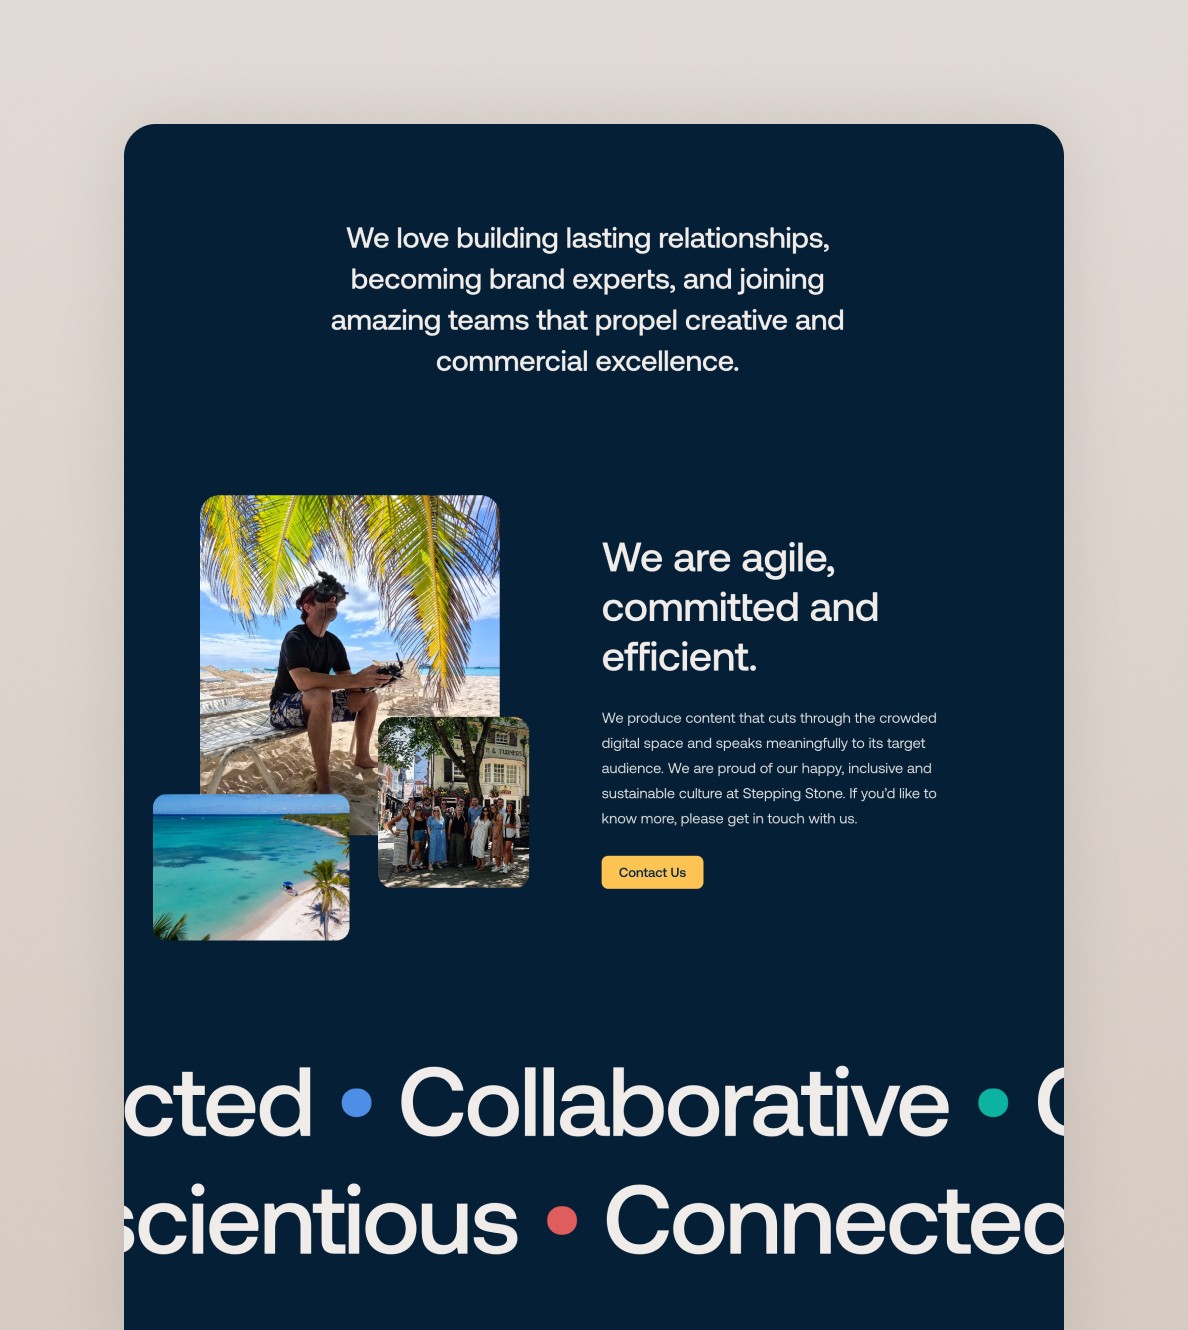 We love building lasting relationships,
becoming brand experts, and joining
amazing teams that propel creative and
commercial excellence.
We are agile,
committed and
efficient.
We produce content that cuts through the crowded
digital space and speaks meaningfully to its target
audience. We are proud of our happy, inclusive and
sustainable culture at Stepping Stone. If you’d like to
know more, please get in touch with us.
Contact Us
cted • Collaborative • C
scientious • Connected